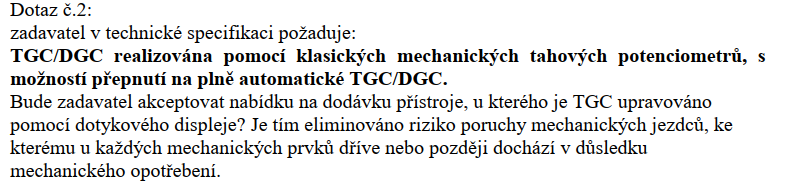 Dotaz č.2:
zadavatel v technické specifikaci požaduje:
TGC/DGC realizována pomocí klasických mechanických tahových potenciometrů, s
možností přepnutí na plně automatické TGC/DGC.
Bude zadavatel akceptovat nabídku na dodávku přístroje, u kterého je TGC upravováno
pomocí dotykového displeje? Je tím eliminováno riziko poruchy mechanických jezdců, ke
kterému u každých mechanických prvků dříve nebo později dochází v důsledku
mechanického opotřebení.